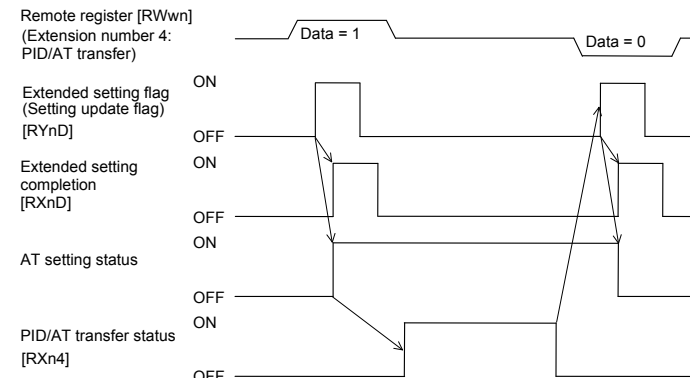 Remote register [RWwn]
(Extension number 4:
PID/AT transfer)
Data = 1
Data = 0
Extended setting flag
(Setting update flag)
[RYnD]
ON
OFF
Extended setting
completion
[RXnD]
ON
OFF
AT setting status
ON
OFF
PID/AT transfer status
[RXn4]
ON
OFF